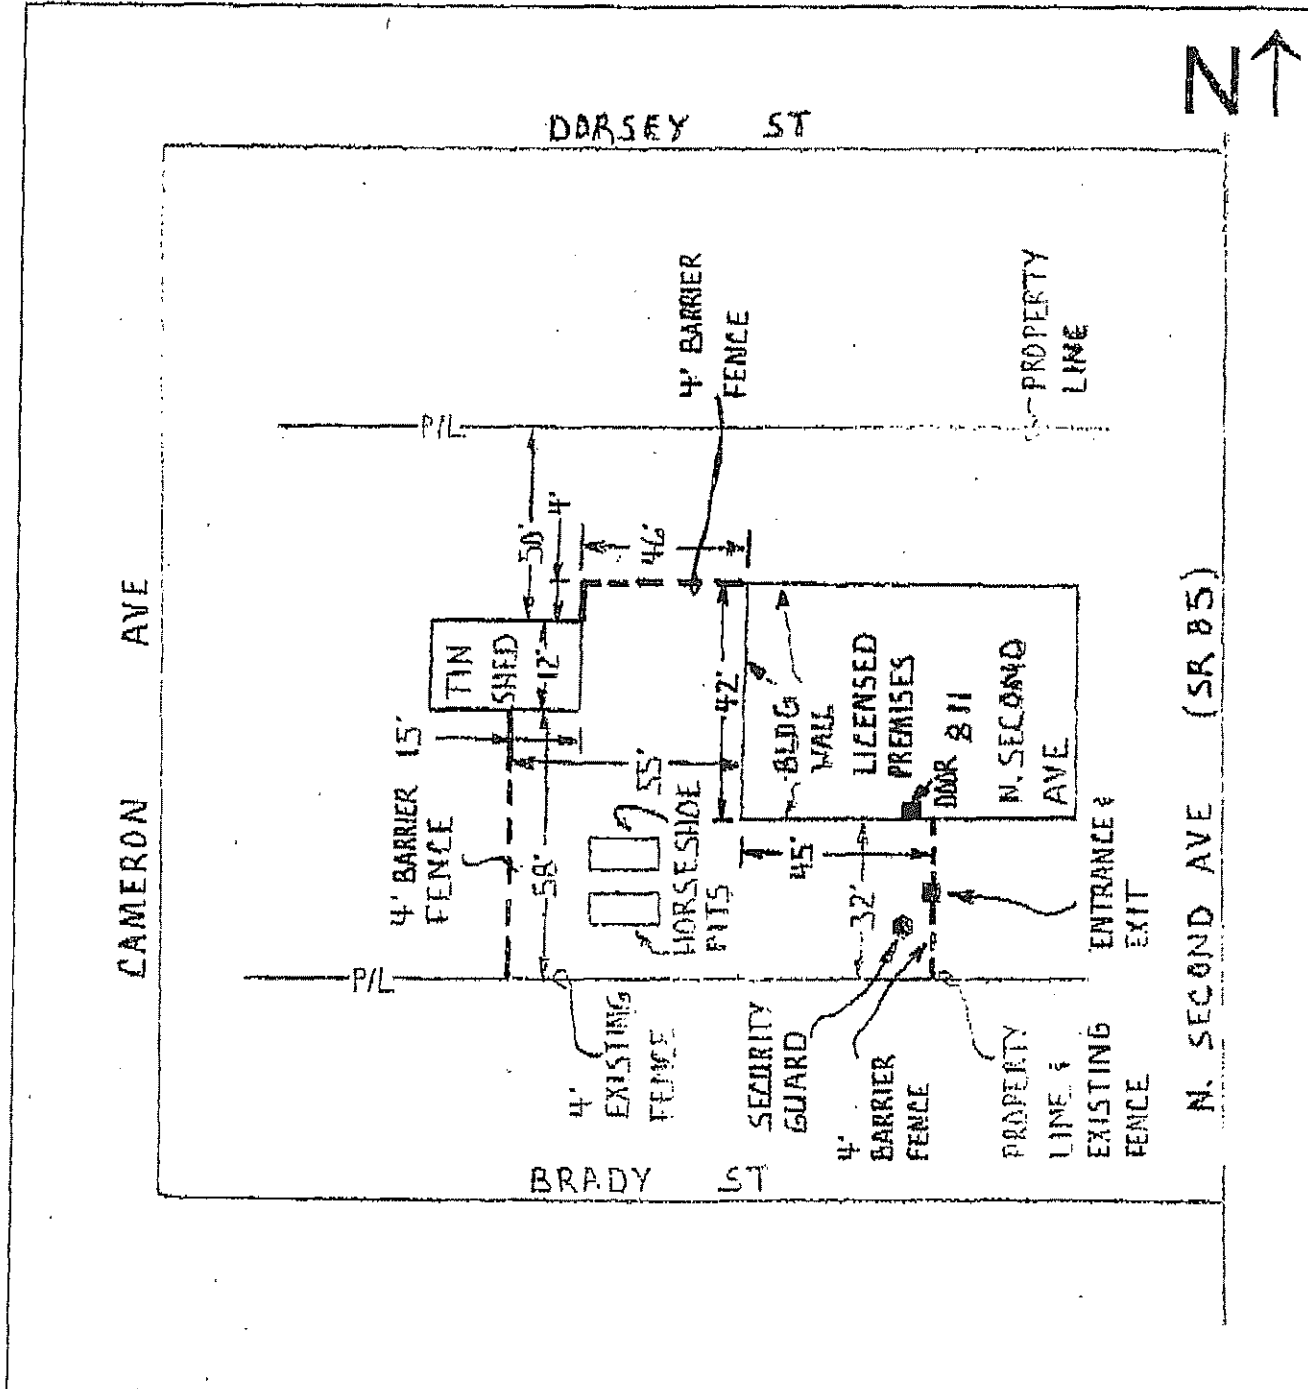 N
DORSEY ST
CAMERON AVE
P/L
50'
4'
4' BARRIER
FENCE
PROPERTY
LINE
TIN
SHED
12'
46'
15'
4' BARRIER
FENCE
58'
55'
42'
HORSESHOE
PITS
BLDG
WALL
LICENSED
PREMISES
DOOR 811
N. SECOND
AVE
45'
32'
ENTRANCE &
EXIT
P/L
4'
EXISTING
FENCE
SECURITY
GUARD
4'
BARRIER
FENCE
PROPERTY
LINE &
EXISTING
FENCE
BRADY ST
N. SECOND AVE (SR 85)